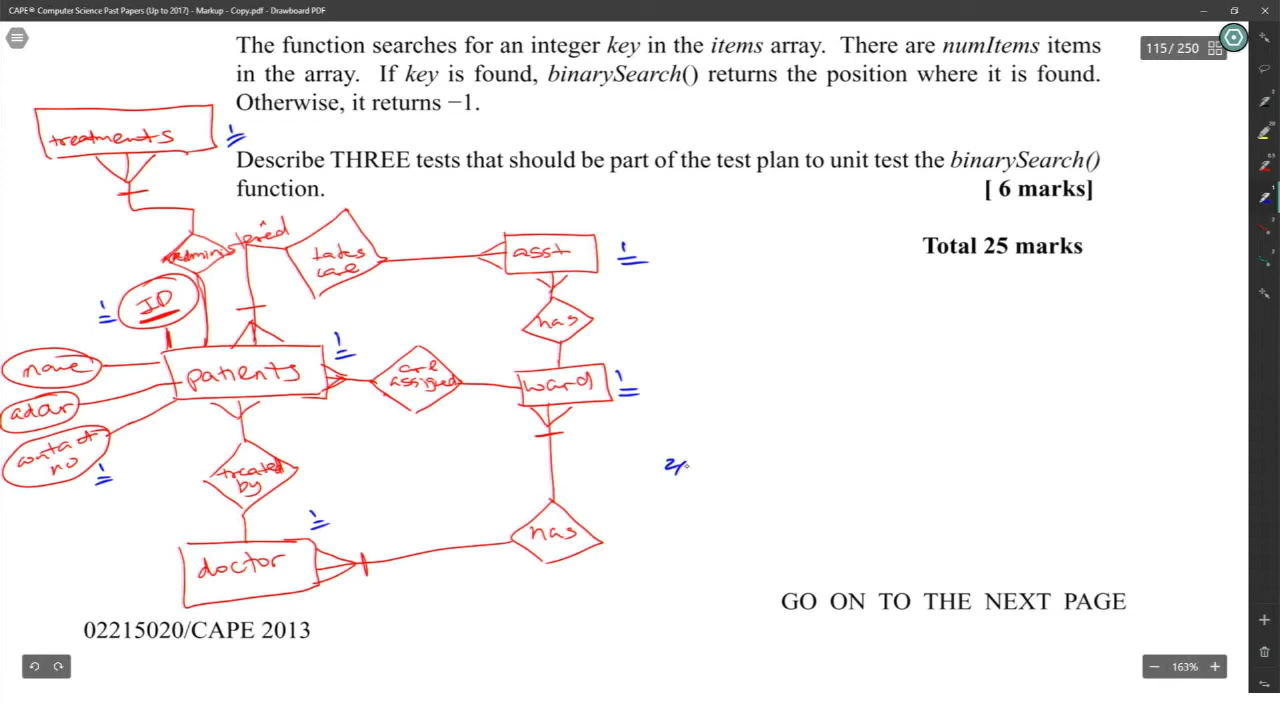 CAPE® Computer Science Past Papers (Up to 2017) - Markup - Copy.pdf - Drawboard PDF
The function searches for an integer key in the items array. There are numItems items
in the array. If key is found, binarySearch() returns the position where it is found.
Otherwise, it returns −1.
115 / 250
treatments
Describe THREE tests that should be part of the test plan to unit test the binarySearch()
function.
[ 6 marks]
Total 25 marks
administered
takes
care
asst
ID
has
name
patients
are
assigned
ward
addr
contact
no
treated
by
has
doctor
GO ON TO THE NEXT PAGE
02215020/CAPE 2013
163%